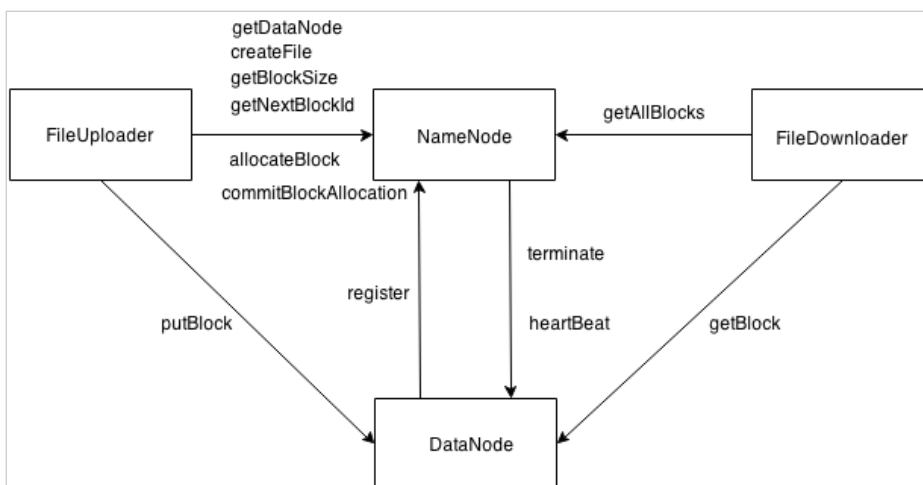 getDataNode
createFile
getBlockSize
getNextBlockId
FileUploader
NameNode
getAllBlocks
FileDownloader
allocateBlock
commitBlockAllocation
terminate
register
putBlock
heartBeat
getBlock
DataNode